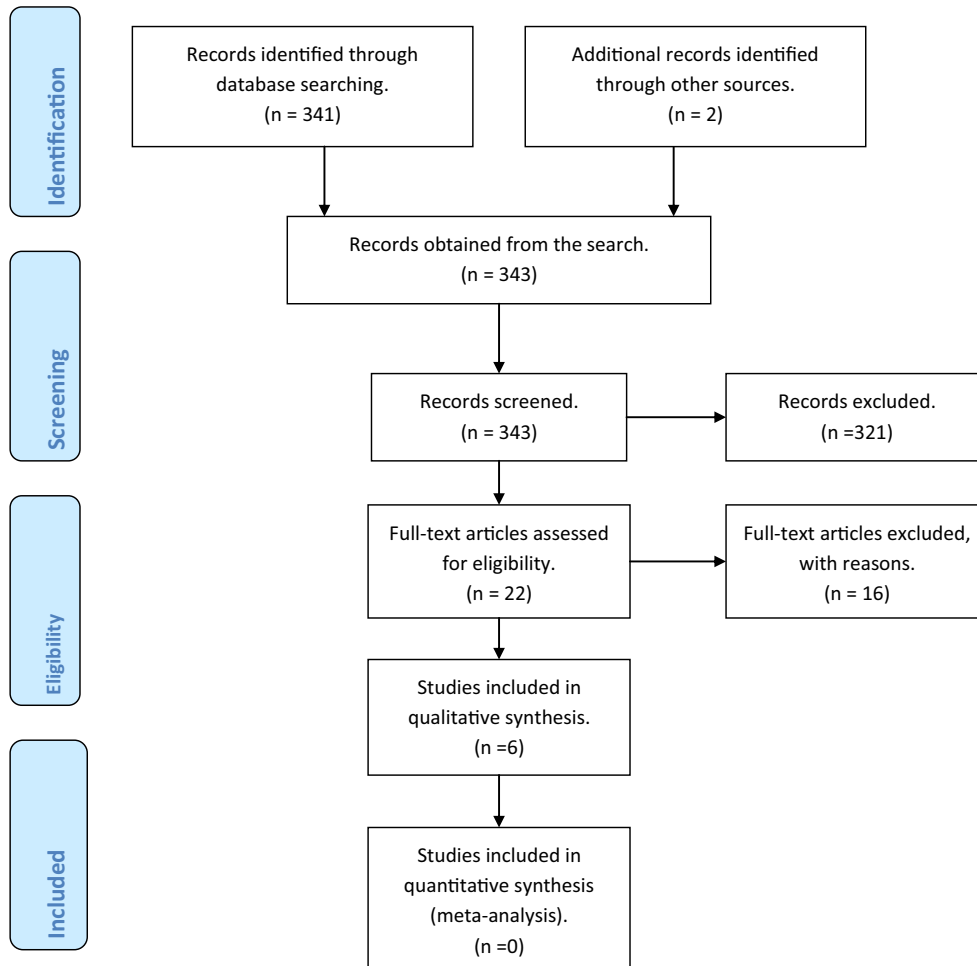 Identification
Records identified through
database searching.
(n = 341)
Additional records identified
through other sources.
(n = 2)
Records obtained from the search.
(n = 343)
Screening
Records screened.
(n = 343)
Records excluded.
(n =321)
Eligibility
Full-text articles assessed
for eligibility.
(n = 22)
Full-text articles excluded,
with reasons.
(n = 16)
Studies included in
qualitative synthesis.
(n =6)
Included
Studies included in
quantitative synthesis
(meta-analysis).
(n =0)